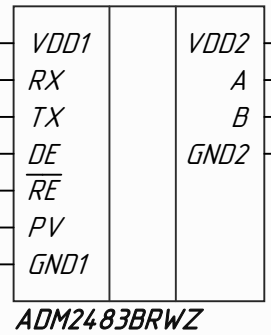 VDD1 VDD2
RX A
TX B
DE GND2
RE
PV
GND1
ADM2483BRWZ